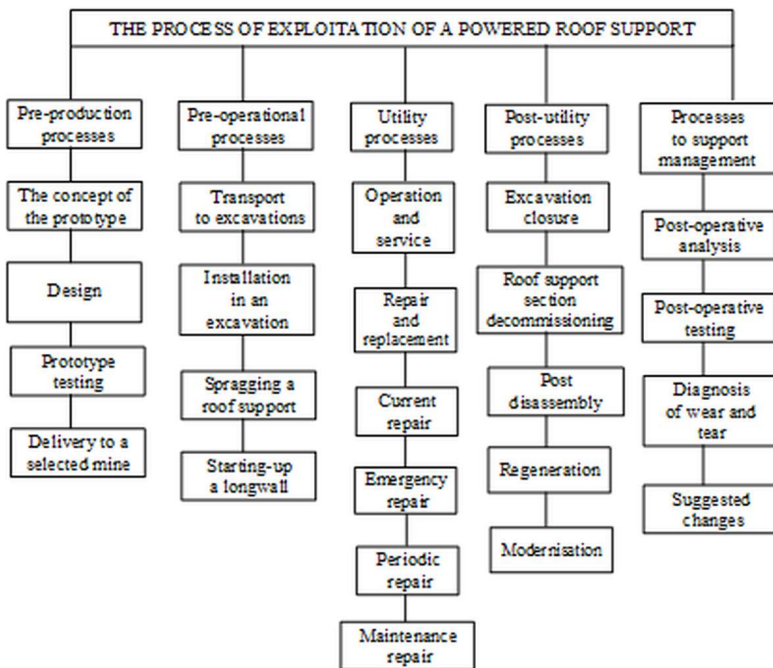 THE PROCESS OF EXPLOITATION OF A POWERED ROOF SUPPORT
Pre-production
processes
The concept of
the prototype
Design
Prototype
testing
Delivery to a
selected mine
Pre-operational
processes
Transport
to excavations
Installation
in an
excavation
Spragging a
roof support
Starting-up
a longwall
Utility
processes
Operation
and
service
Repair
and
replacement
Current
repair
Emergency
repair
Periodic
repair
Maintenance
repair
Post-utility
processes
Excavation
closure
Roof support
section
decommissioning
Post
disassembly
Regeneration
Modernisation
Processes
to support
management
Post-operative
analysis
Post-operative
testing
Diagnosis
of wear and
tear
Suggested
changes